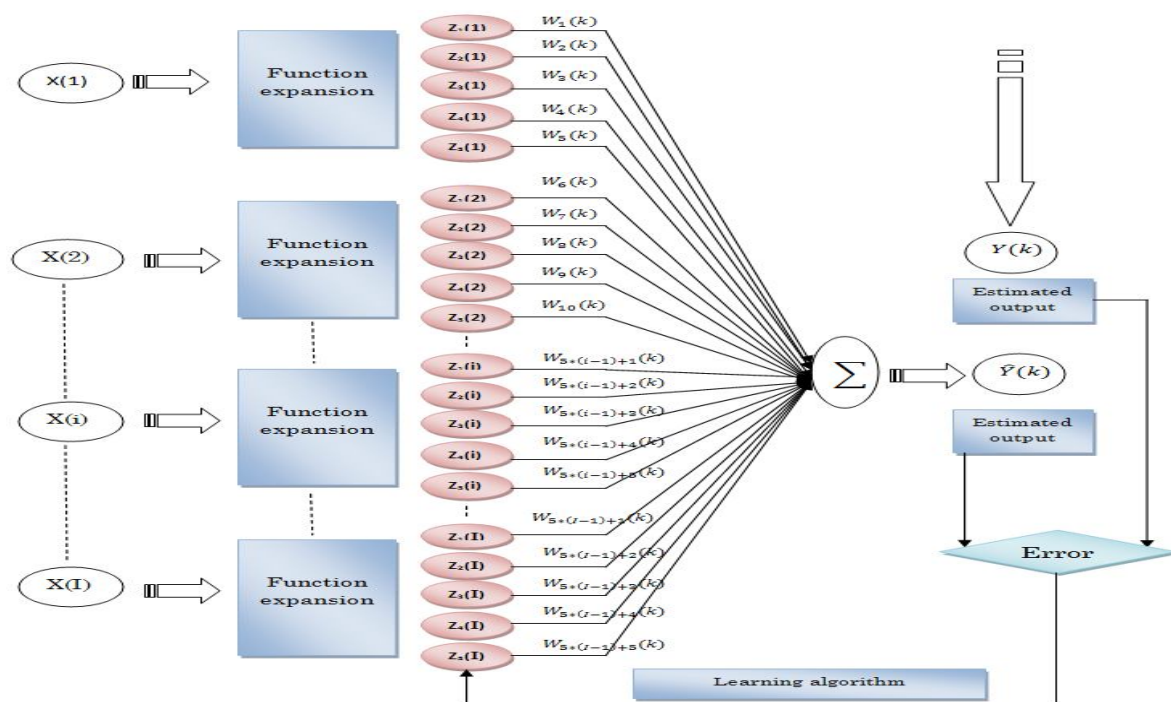 X(1)
Function
expansion
Z₁(1)
Z₂(1)
Z₃(1)
Z₄(1)
Z₅(1)
W₁(k)
W₂(k)
W₃(k)
W₄(k)
W₅(k)
X(2)
Function
expansion
Z₁(2)
Z₂(2)
Z₃(2)
Z₄(2)
Z₅(2)
W₆(k)
W₇(k)
W₈(k)
W₉(k)
W₁₀(k)
X(i)
Function
expansion
Z₁(i)
Z₂(i)
Z₃(i)
Z₄(i)
Z₅(i)
W₅*(i−1)+1(k)
W₅*(i−1)+2(k)
W₅*(i−1)+3(k)
W₅*(i−1)+4(k)
W₅*(i−1)+5(k)
X(I)
Function
expansion
Z₁(I)
Z₂(I)
Z₃(I)
Z₄(I)
Z₅(I)
W₅*(I−1)+1(k)
W₅*(I−1)+2(k)
W₅*(I−1)+3(k)
W₅*(I−1)+4(k)
W₅*(I−1)+5(k)
∑
Y(k)
Estimated
output
Ŷ(k)
Estimated
output
Error
Learning algorithm